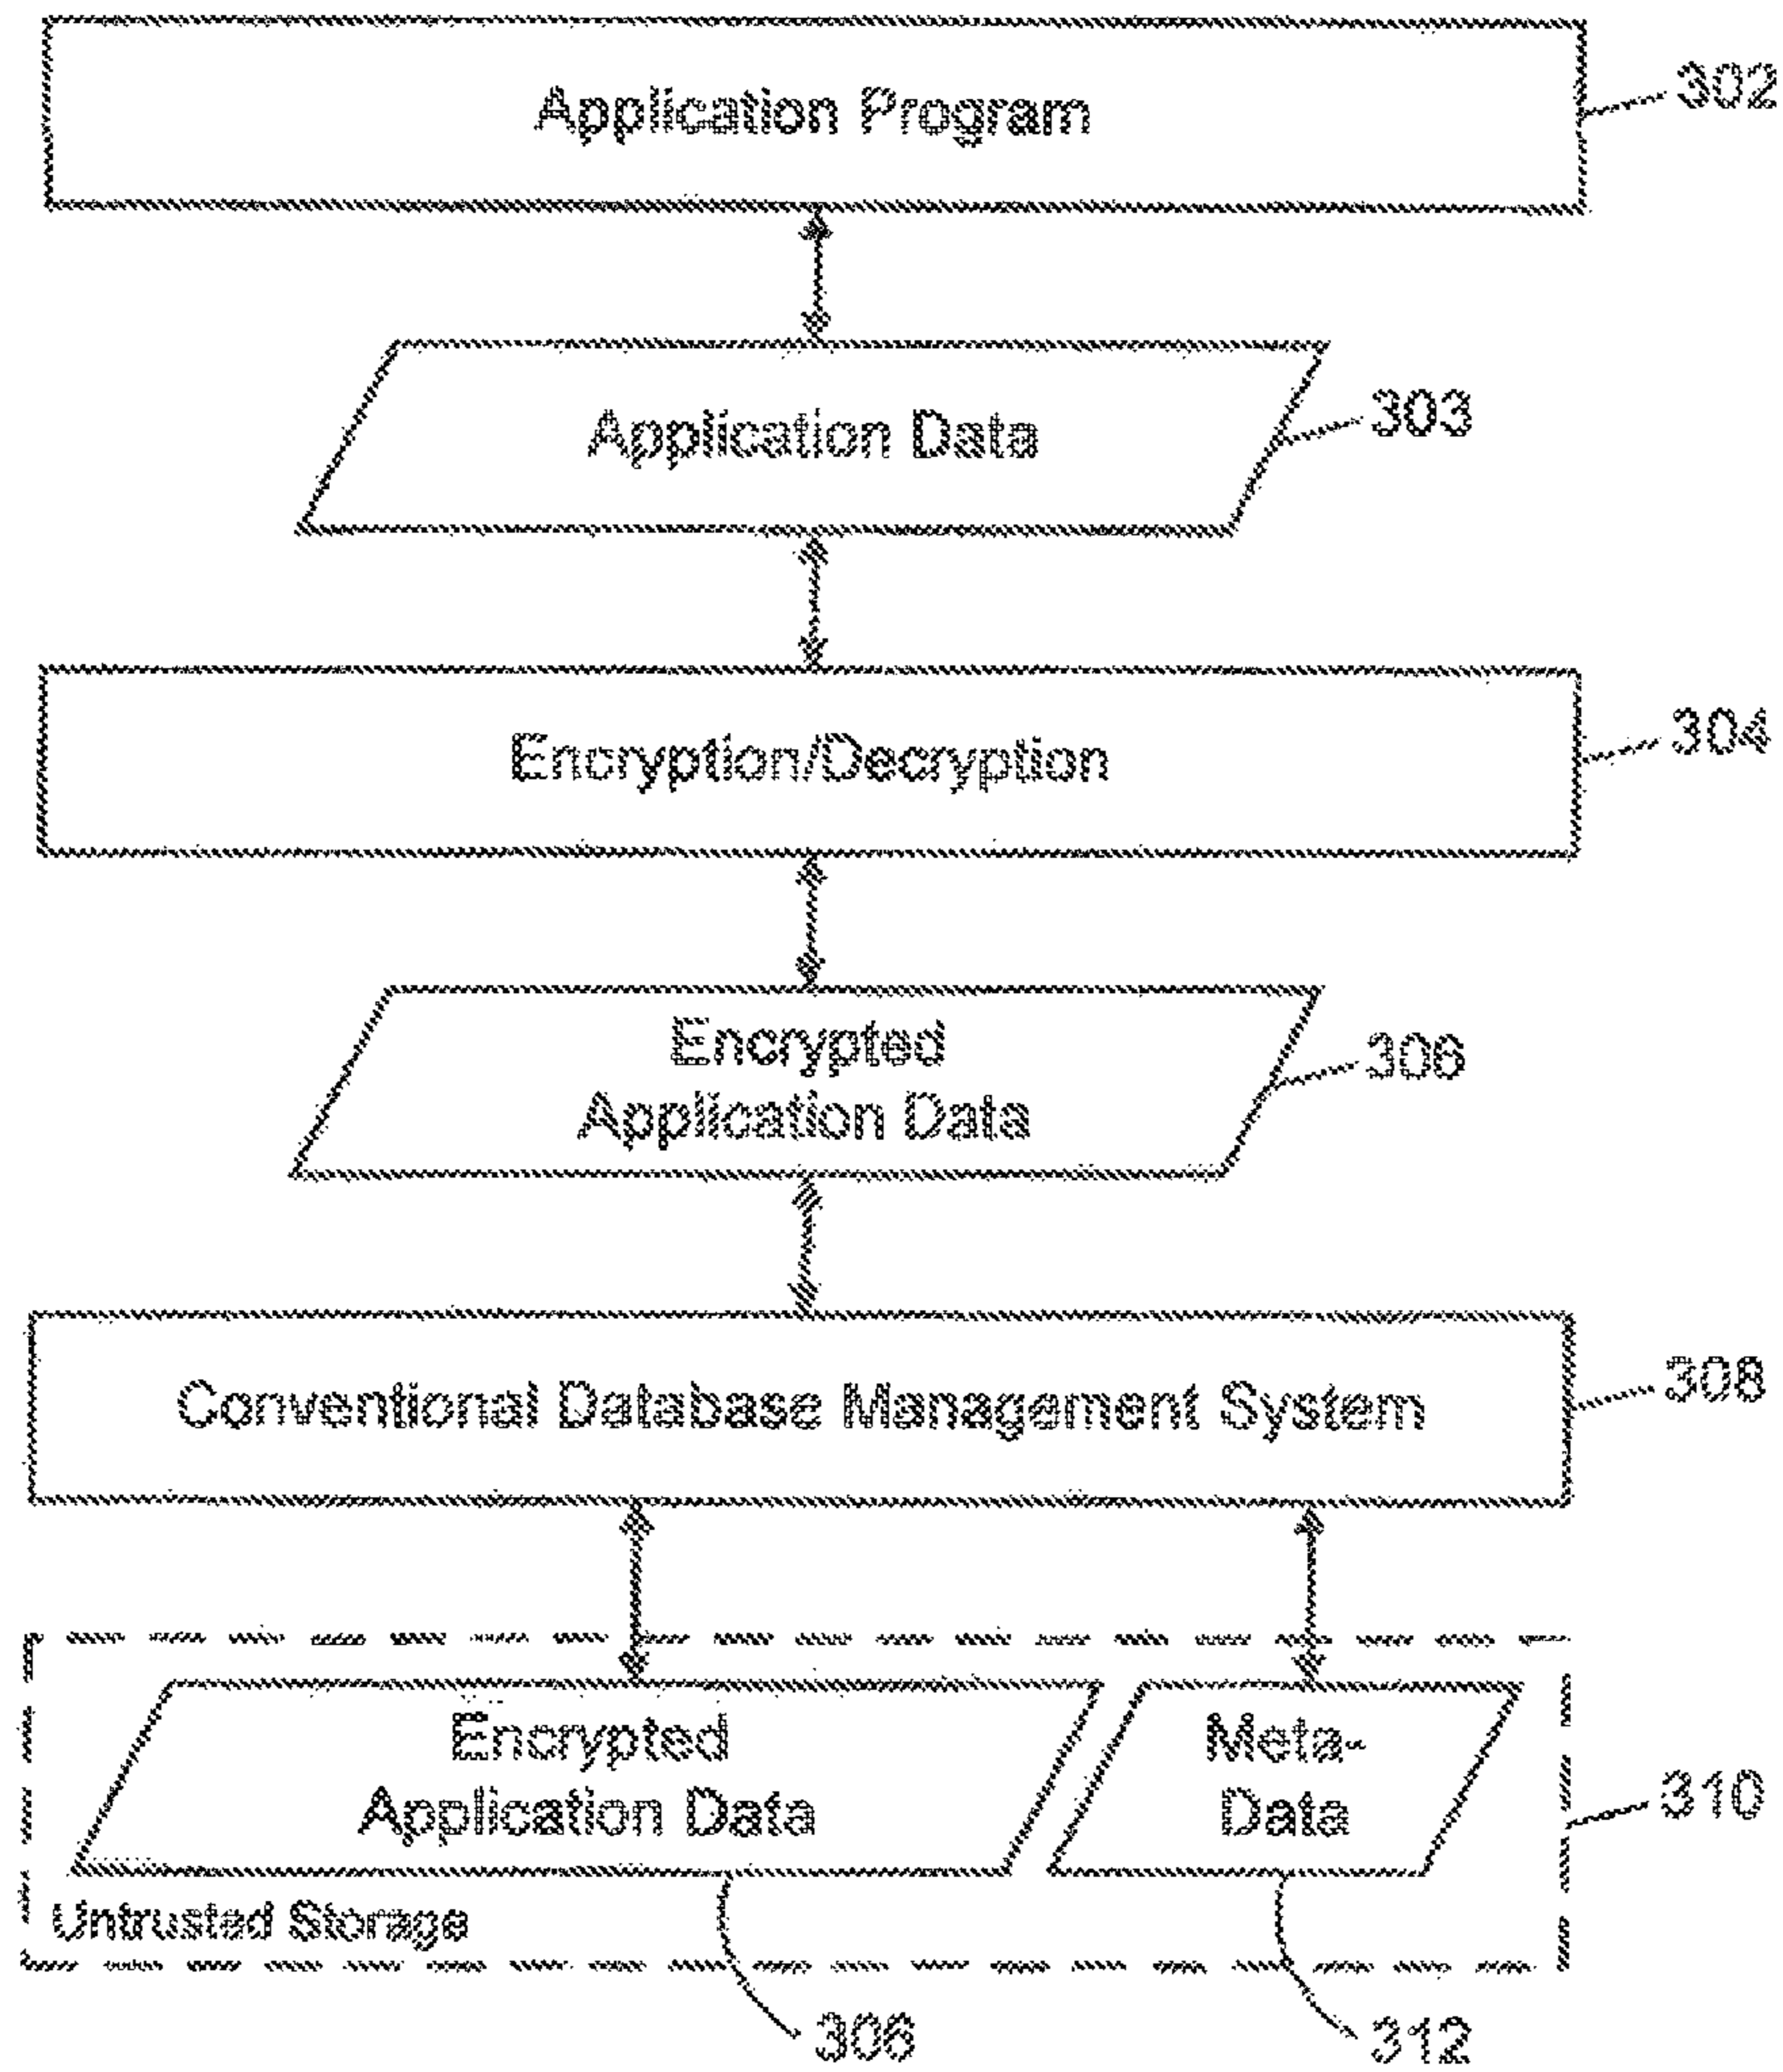 Application Program
302
Application Data
303
Encryption/Decryption
304
Encrypted
Application Data
306
Conventional Database Management System
308
Encrypted
Application Data
Meta-
Data
310
Untrusted Storage
306
312